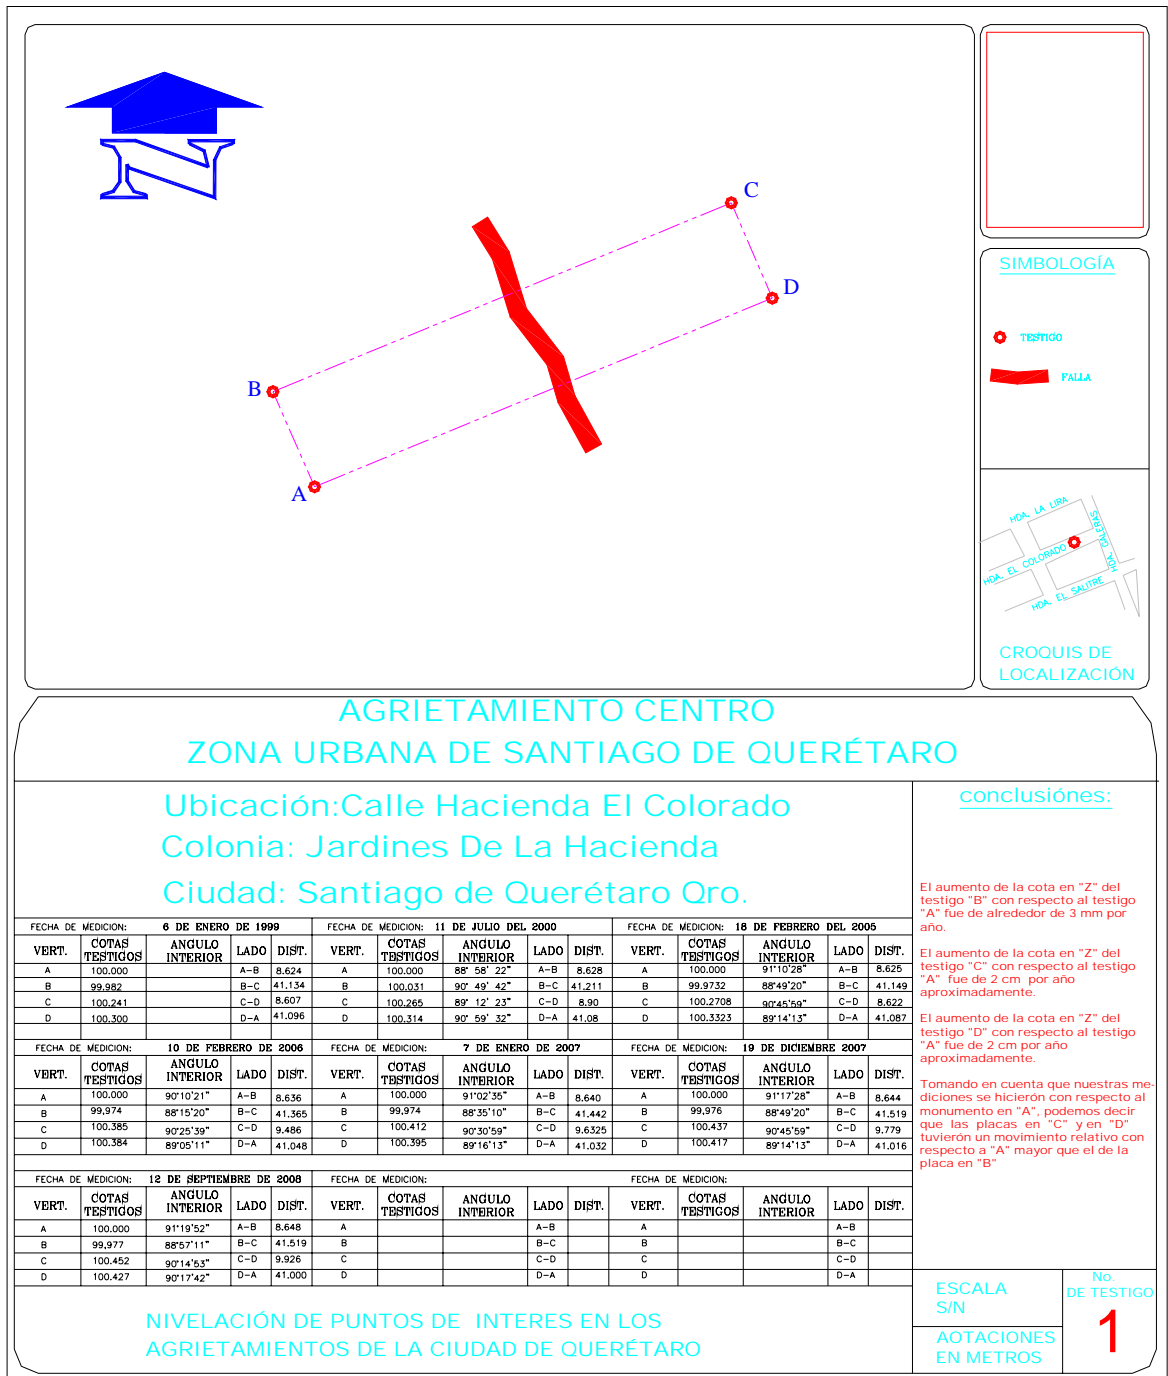 C
D
B
A
SIMBOLOGÍA
TESTIGO
FALLA
HDA. LA LIRA
HDA. GALERAS
HDA. EL COLORADO
HDA. EL SALITRE
CROQUIS DE
LOCALIZACIÓN
AGRIETAMIENTO CENTRO
ZONA URBANA DE SANTIAGO DE QUERÉTARO
Ubicación:Calle Hacienda El Colorado
Colonia: Jardines De La Hacienda
Ciudad: Santiago de Querétaro Qro.
FECHA DE MEDICION: 6 DE ENERO DE 1999 FECHA DE MEDICION: 11 DE JULIO DEL 2000 FECHA DE MEDICION: 18 DE FEBRERO DEL 2005
VERT. COTAS TESTIGOS ANGULO INTERIOR LADO DIST. VERT. COTAS TESTIGOS ANGULO INTERIOR LADO DIST. VERT. COTAS TESTIGOS ANGULO INTERIOR LADO DIST.
A 100.000 A-B 8.624 A 100.000 88° 58' 22" A-B 8.628 A 100.000 91°10'28" A-B 8.625
B 99.982 B-C 41.134 B 100.031 90° 49' 42" B-C 41.211 B 99.9732 88°49'20" B-C 41.149
C 100.241 C-D 8.607 C 100.265 89° 12' 23" C-D 8.90 C 100.2708 90°45'59" C-D 8.622
D 100.300 D-A 41.096 D 100.314 90° 59' 32" D-A 41.08 D 100.3323 89°14'13" D-A 41.087
FECHA DE MEDICION: 10 DE FEBRERO DE 2006 FECHA DE MEDICION: 7 DE ENERO DE 2007 FECHA DE MEDICION: 19 DE DICIEMBRE 2007
VERT. COTAS TESTIGOS ANGULO INTERIOR LADO DIST. VERT. COTAS TESTIGOS ANGULO INTERIOR LADO DIST. VERT. COTAS TESTIGOS ANGULO INTERIOR LADO DIST.
A 100.000 90°10'21" A-B 8.636 A 100.000 91°02'35" A-B 8.640 A 100.000 91°17'28" A-B 8.644
B 99,974 88°15'20" B-C 41.365 B 99,974 88°35'10" B-C 41.442 B 99,976 88°49'20" B-C 41.519
C 100.385 90°25'39" C-D 9.486 C 100.412 90°30'59" C-D 9.6325 C 100.437 90°45'59" C-D 9.779
D 100.384 89°05'11" D-A 41.048 D 100.395 89°16'13" D-A 41.032 D 100.417 89°14'13" D-A 41.016
FECHA DE MEDICION: 12 DE SEPTIEMBRE DE 2008 FECHA DE MEDICION: FECHA DE MEDICION:
VERT. COTAS TESTIGOS ANGULO INTERIOR LADO DIST. VERT. COTAS TESTIGOS ANGULO INTERIOR LADO DIST. VERT. COTAS TESTIGOS ANGULO INTERIOR LADO DIST.
A 100.000 91°19'52" A-B 8.648 A A-B A A-B
B 99,977 88°57'11" B-C 41.519 B B-C B B-C
C 100.452 90°14'53" C-D 9.926 C C-D C C-D
D 100.427 90°17'42" D-A 41.000 D D-A D D-A
NIVELACIÓN DE PUNTOS DE INTERES EN LOS
AGRIETAMIENTOS DE LA CIUDAD DE QUERÉTARO
conclusiónes:
El aumento de la cota en "Z" del
testigo "B" con respecto al testigo
"A" fue de alrededor de 3 mm por
año.
El aumento de la cota en "Z" del
testigo "C" con respecto al testigo
"A" fue de 2 cm por año
aproximadamente.
El aumento de la cota en "Z" del
testigo "D" con respecto al testigo
"A" fue de 2 cm por año
aproximadamente.
Tomando en cuenta que nuestras me-
diciones se hicierón con respecto al
monumento en "A", podemos decir
que las placas en "C" y en "D"
tuvierón un movimiento relativo con
respecto a "A" mayor que el de la
placa en "B"
ESCALA
S/N
AOTACIONES
EN METROS
No.
DE TESTIGO
1